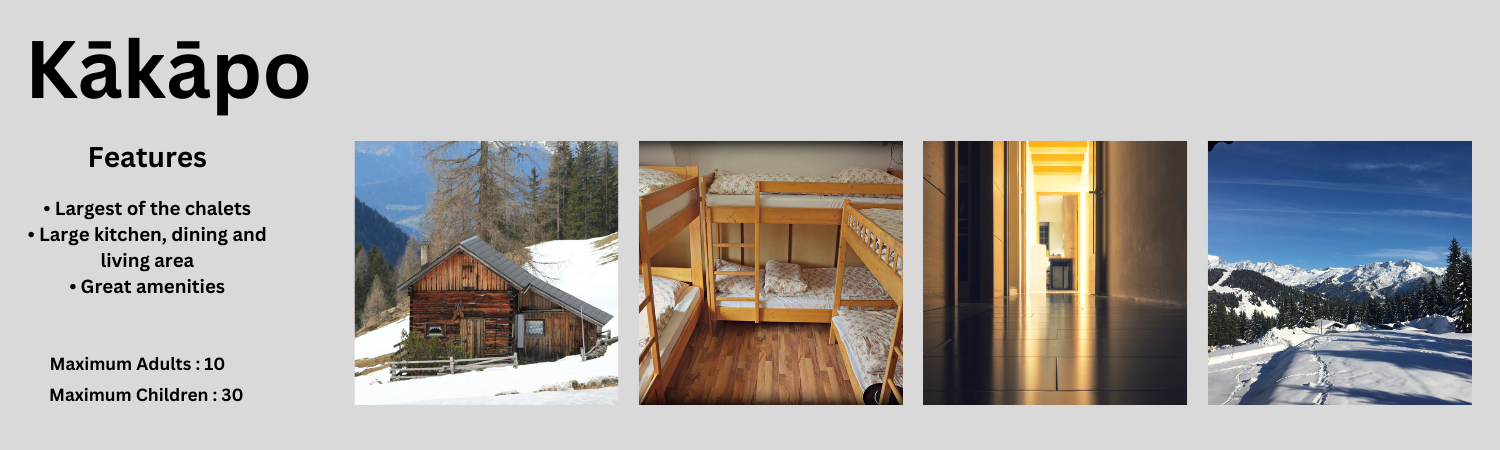 Kākāpo
Features
• Largest of the chalets
• Large kitchen, dining and
living area
• Great amenities
Maximum Adults : 10
Maximum Children : 30